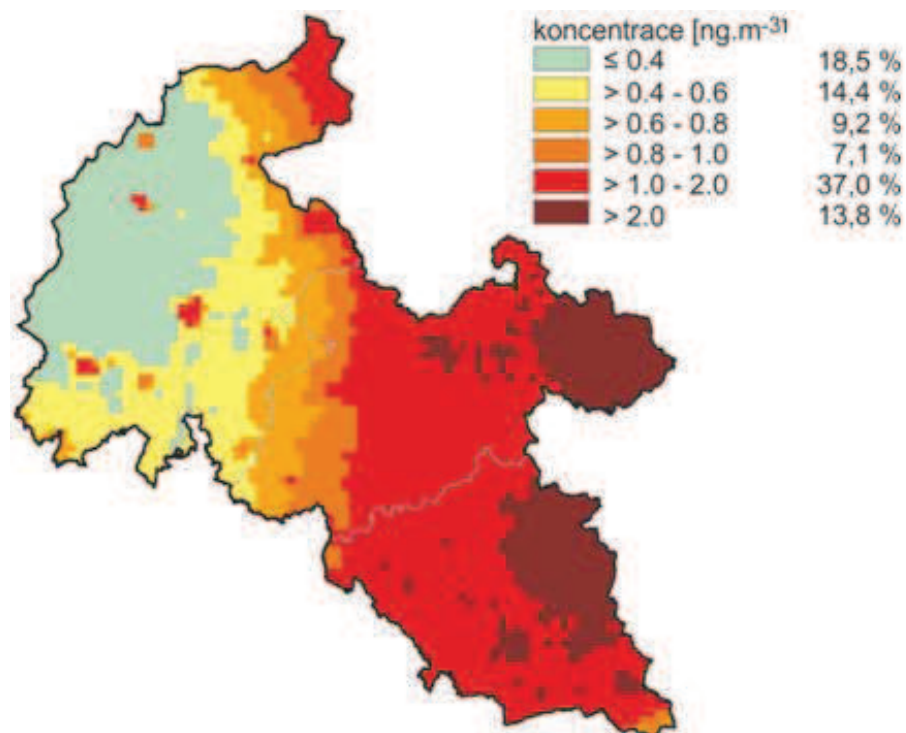 koncentrace [ng.m-3]
≤ 0.4 18,5 %
> 0.4 - 0.6 14,4 %
> 0.6 - 0.8 9,2 %
> 0.8 - 1.0 7,1 %
> 1.0 - 2.0 37,0 %
> 2.0 13,8 %